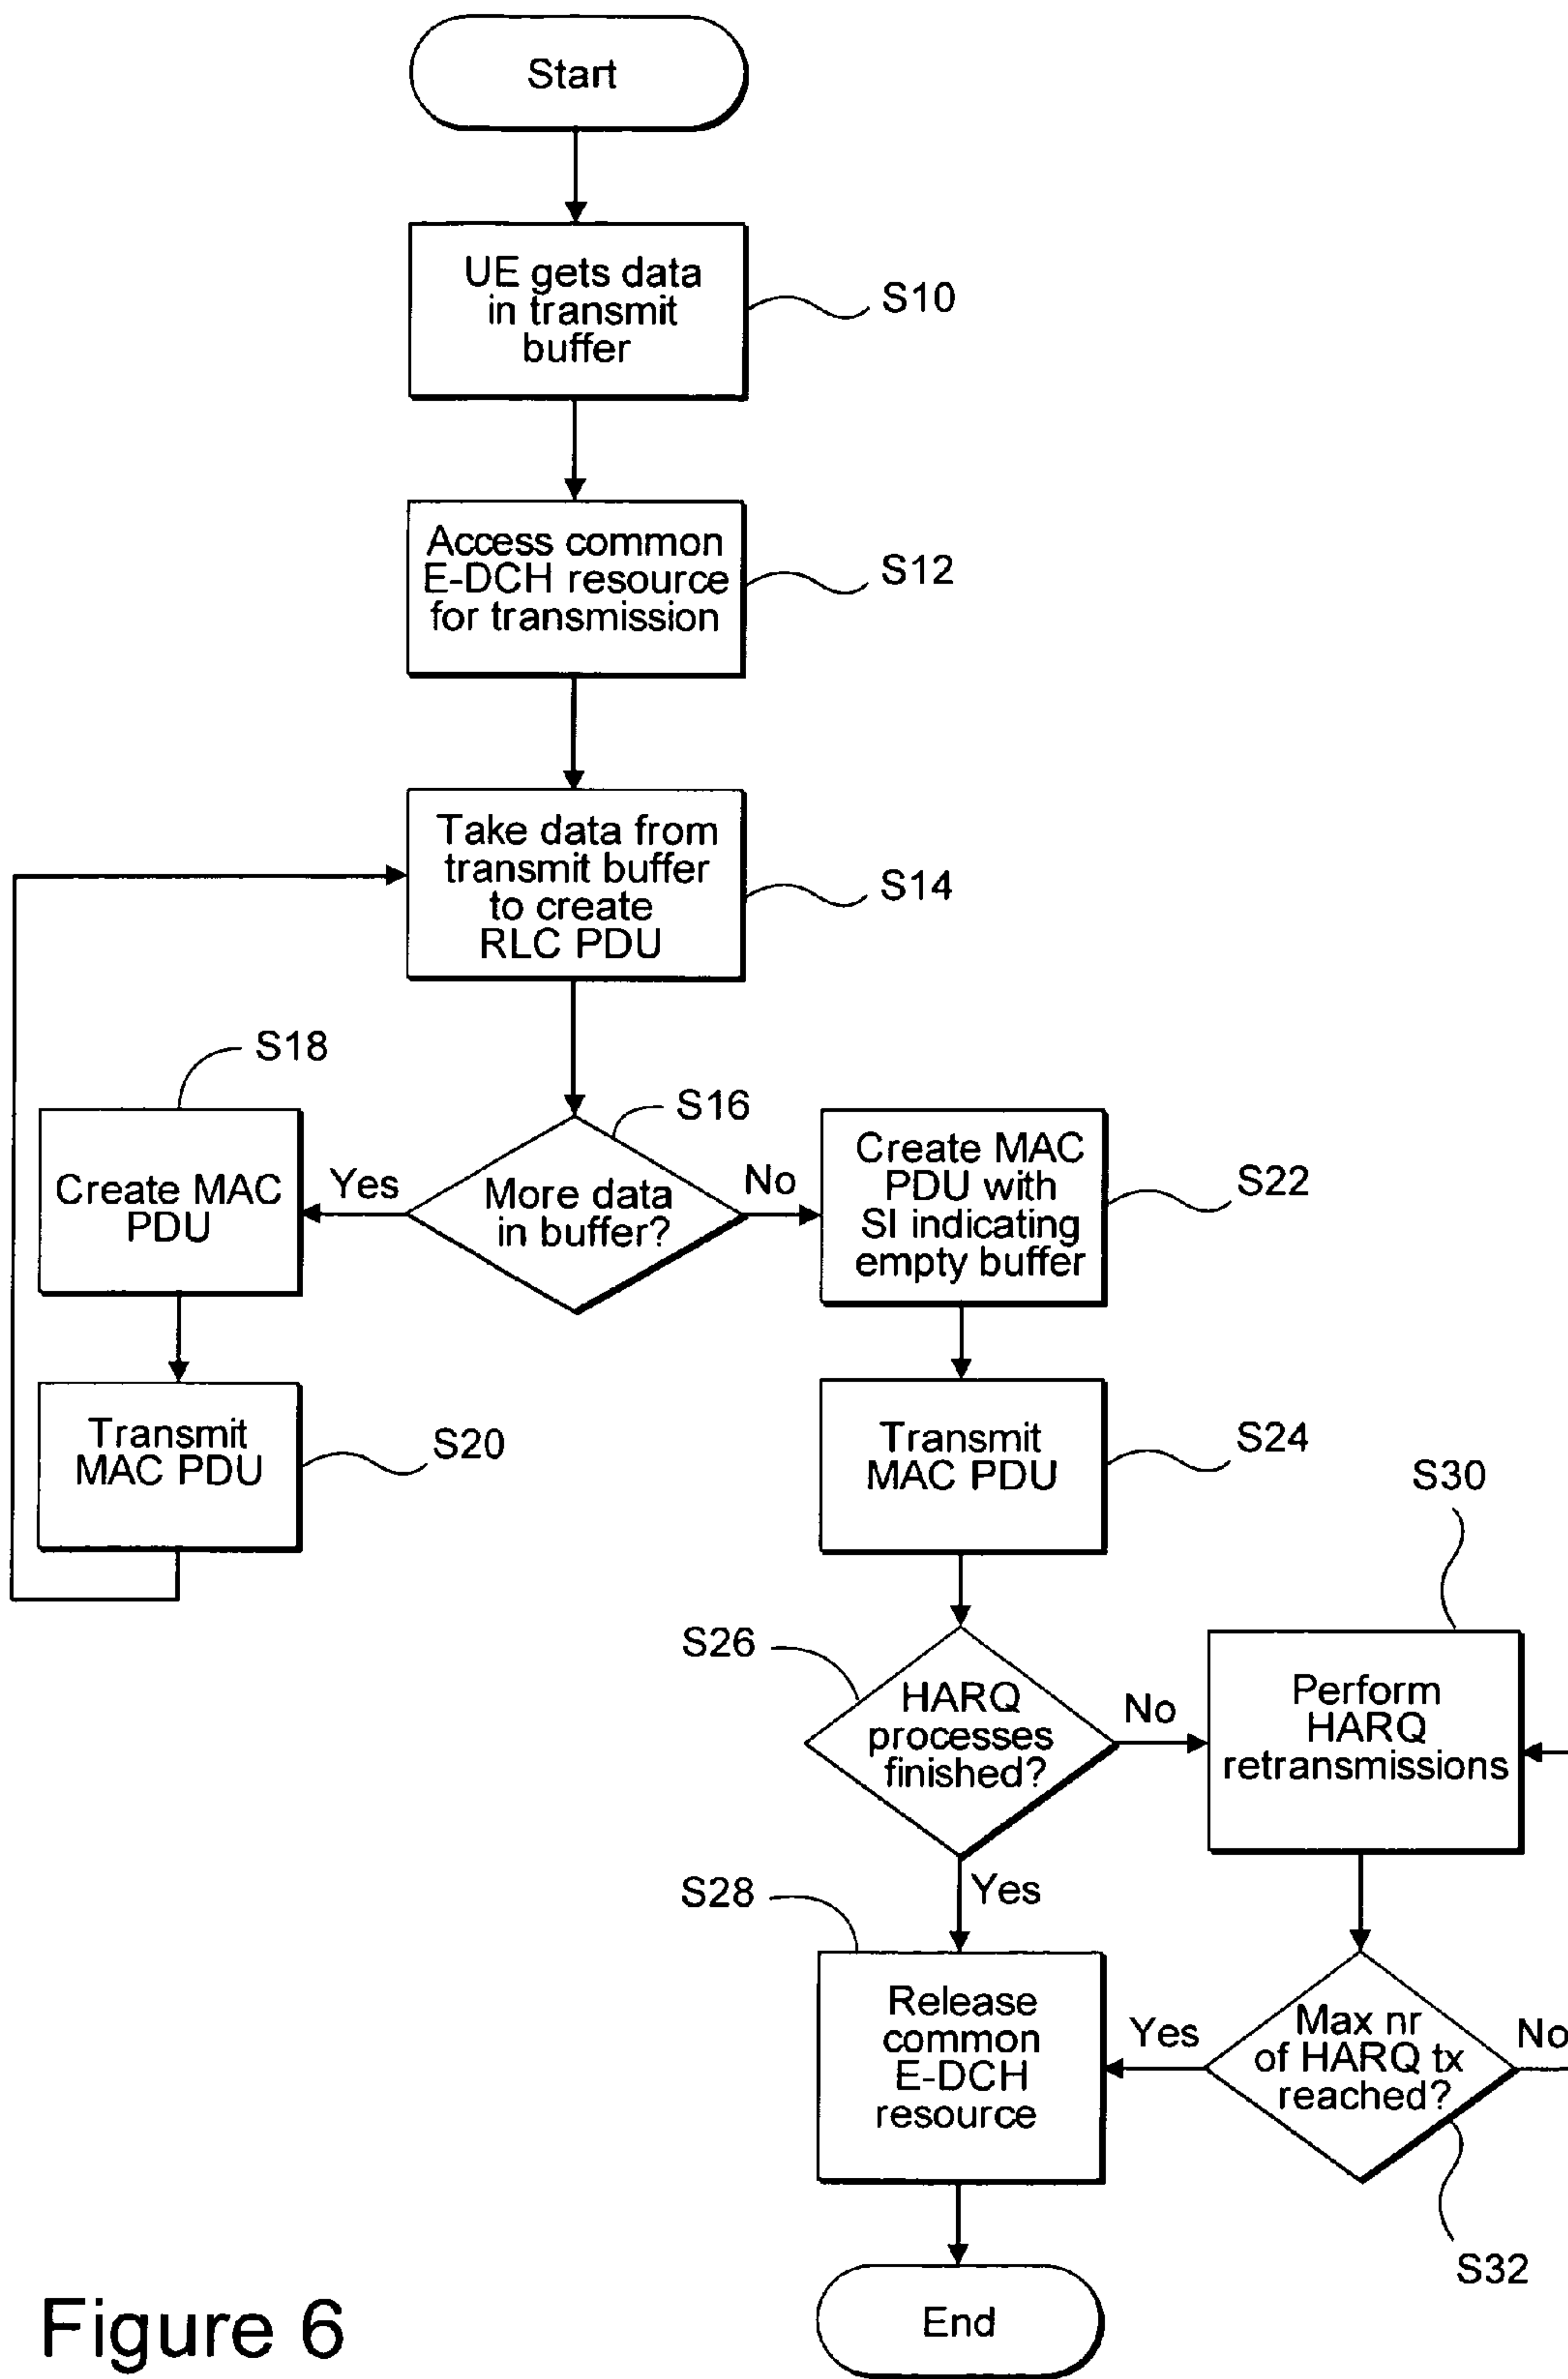 Start
UE gets data
in transmit
buffer
S10
Access common
E-DCH resource
for transmission
S12
Take data from
transmit buffer
to create
RLC PDU
S14
S18
S16
Create MAC
PDU
Yes
More data
in buffer?
No
Create MAC
PDU with
SI indicating
empty buffer
S22
Transmit
MAC PDU
S20
Transmit
MAC PDU
S24
S30
S26
HARQ
processes
finished?
No
Perform
HARQ
retransmissions
Yes
S28
Release
common
E-DCH
resource
Yes
Max nr
of HARQ tx
reached?
No
S32
End
Figure 6